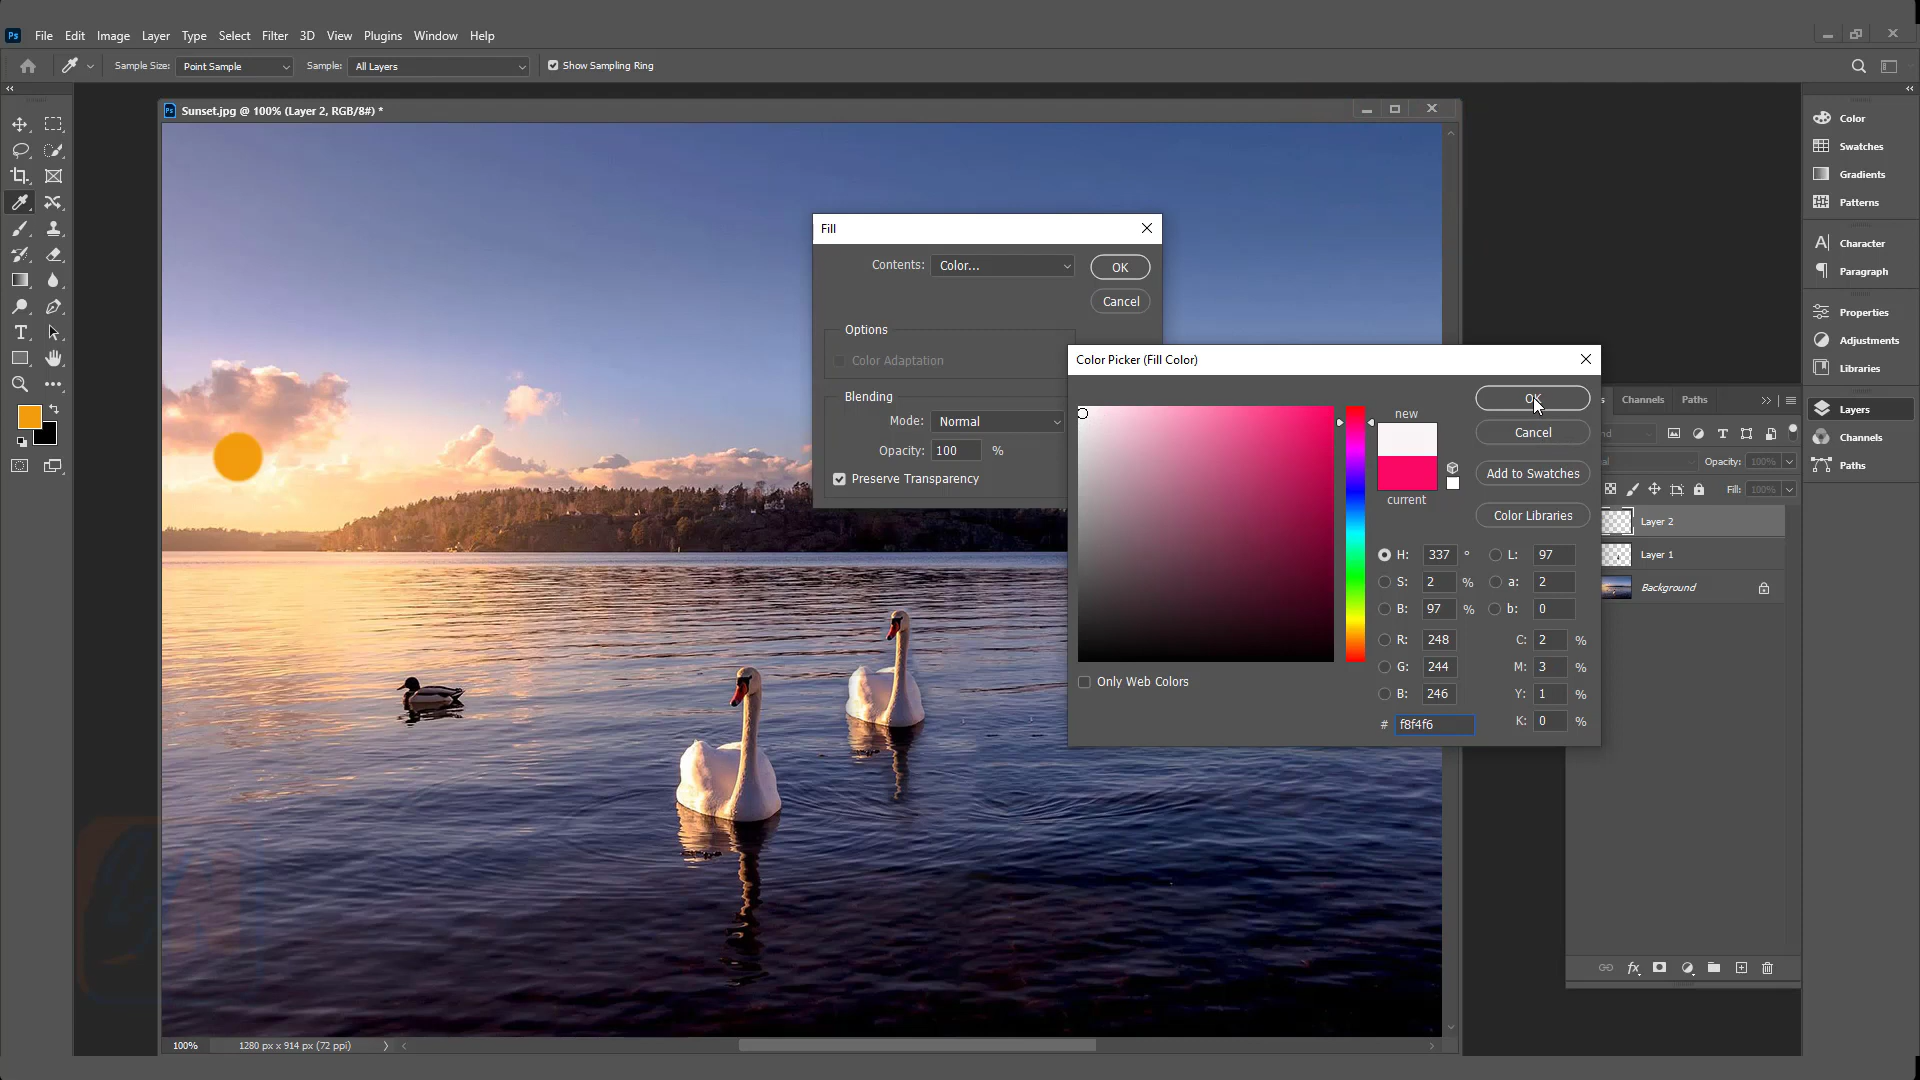 Ps File Edit Image Layer Type Select Filter 3D View Plugins Window Help
Sample Size: Point Sample Sample: All Layers Show Sampling Ring
Ps Sunset.jpg @ 100% (Layer 2, RGB/8#) *
Fill
Contents: Color... OK
Cancel
Options
Color Adaptation
Blending
Mode: Normal
Opacity: 100 %
Preserve Transparency
Color Picker (Fill Color)
new
current
OK
Cancel
Add to Swatches
Color Libraries
H: 337 ° L: 97
S: 2 % a: 2
B: 97 % b: 0
R: 248 C: 2 %
G: 244 M: 3 %
B: 246 Y: 1 %
# f8f4f6 K: 0 %
Only Web Colors
Color
Swatches
Gradients
Patterns
Character
Paragraph
Properties
Adjustments
Libraries
Layers
Channels
Paths
Channels Paths
Opacity: 100%
Fill: 100%
Layer 2
Layer 1
Background
fx
100% 1280 px x 914 px (72 ppi)